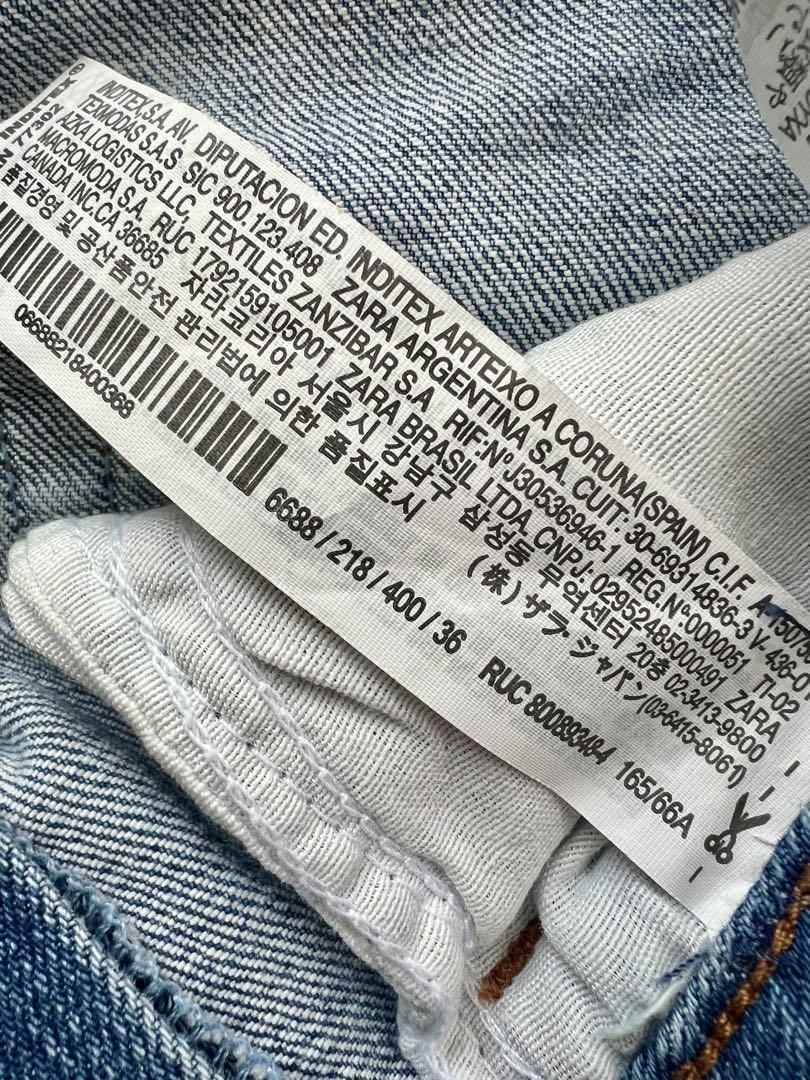 INDITEX,S.A, AV. DIPUTACION ED. INDITEX ARTEIXO A CORUNA(SPAIN) C.I.F. A
TEXMODAS S.A.S SIC 900.123.408 ZARA ARGENTINA S.A. CUIT: 30-69314836-3 V- 436-0
AZKA LOGISTICS LLC, TEXTILES ZANZIBAR S.A RIF:Nº J30536946-1 REG.Nº:0000051 TI-02
MACROMODA S.A. RUC 1792159105001 ZARA BRASIL LTDA, CNPJ: 02952485000491 ZARA
CANADA INC.CA 36685 자라코리아 서울시 강남구 삼성동 무역센터 20층 02-3413-9800
품질경영 및 공산품안전 관리법에 의한 품질표시 (株) ザラ・ジャパン(03-6415-8061)
06688218400368
6688 / 218 / 400 / 36 RUC 80089348-4 165/66A